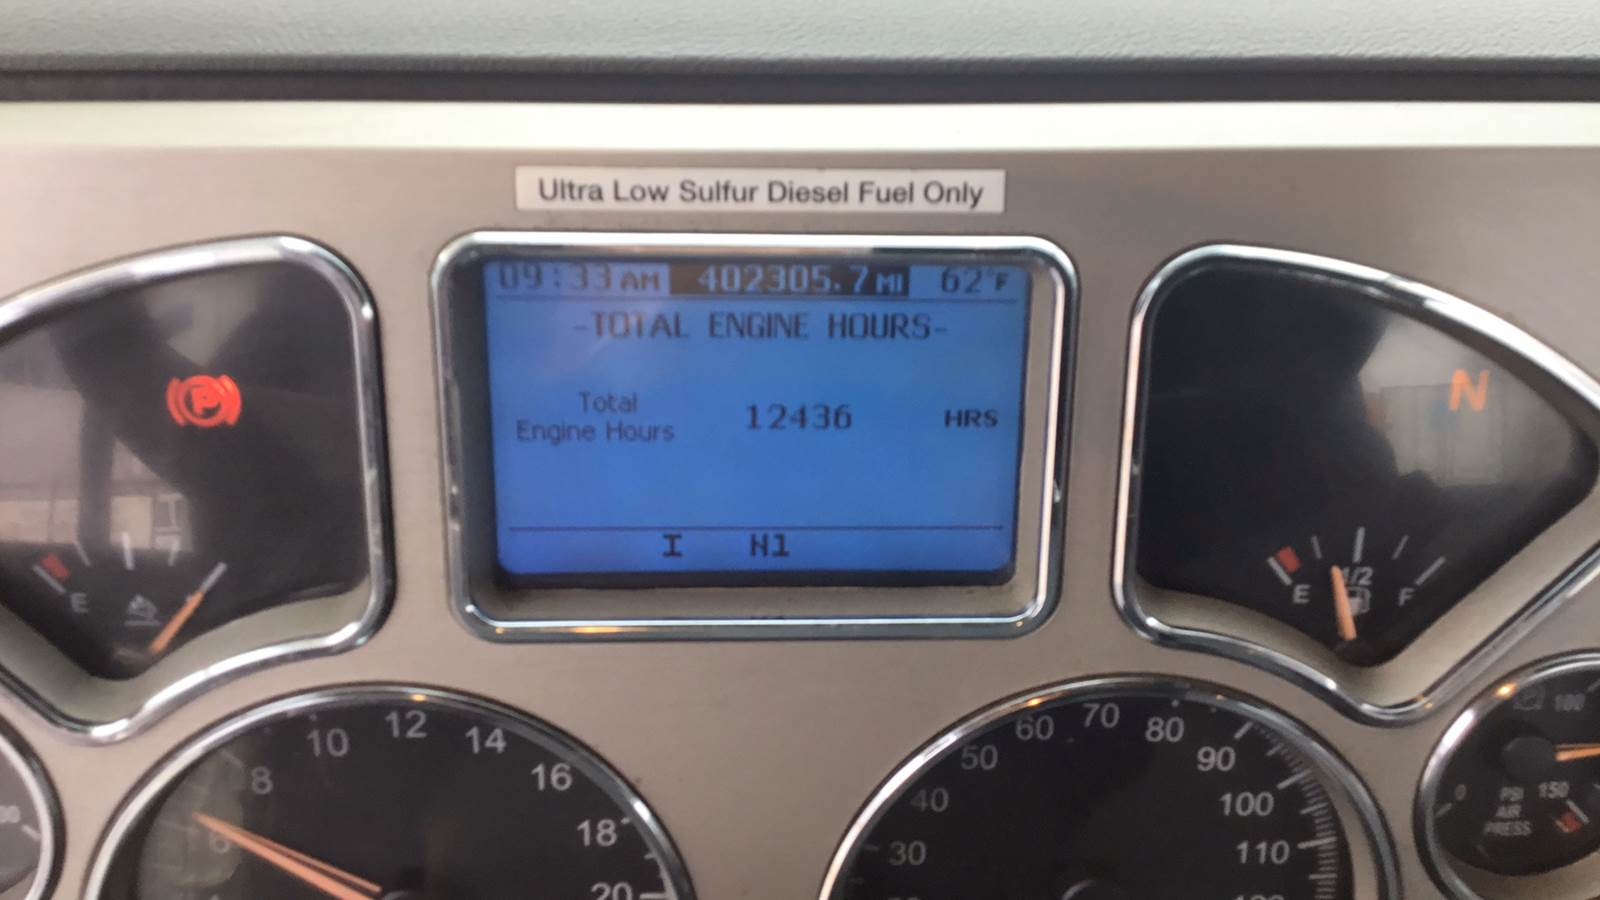 Ultra Low Sulfur Diesel Fuel Only
09:33 AM 402305.7 MI 62°F
-TOTAL ENGINE HOURS-
Total
Engine Hours 12436 HRS
I N1
P
N
E
E 1/2 F
6 8 10 12 14 16 18 20
30 40 50 60 70 80 90 100 110
0 100 150
PSI
AIR
PRESS